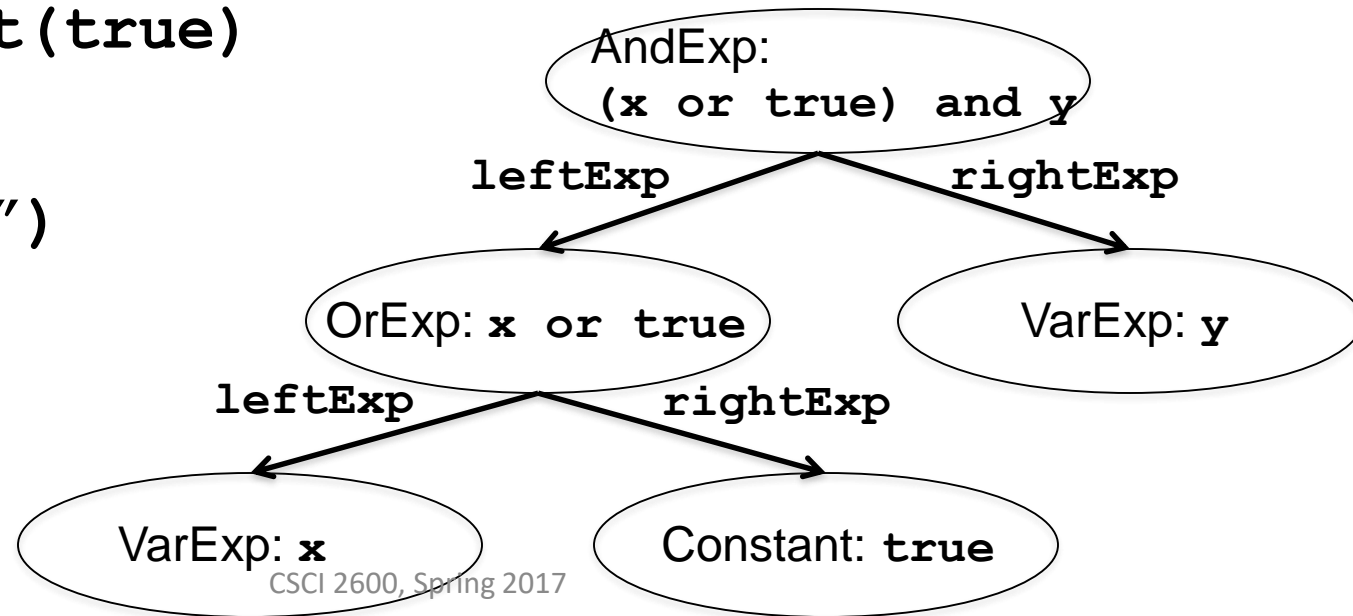 t(true)
AndExp:
(x or true) and y
leftExp rightExp
″)
OrExp: x or true VarExp: y
leftExp rightExp
VarExp: x Constant: true
CSCI 2600, Spring 2017